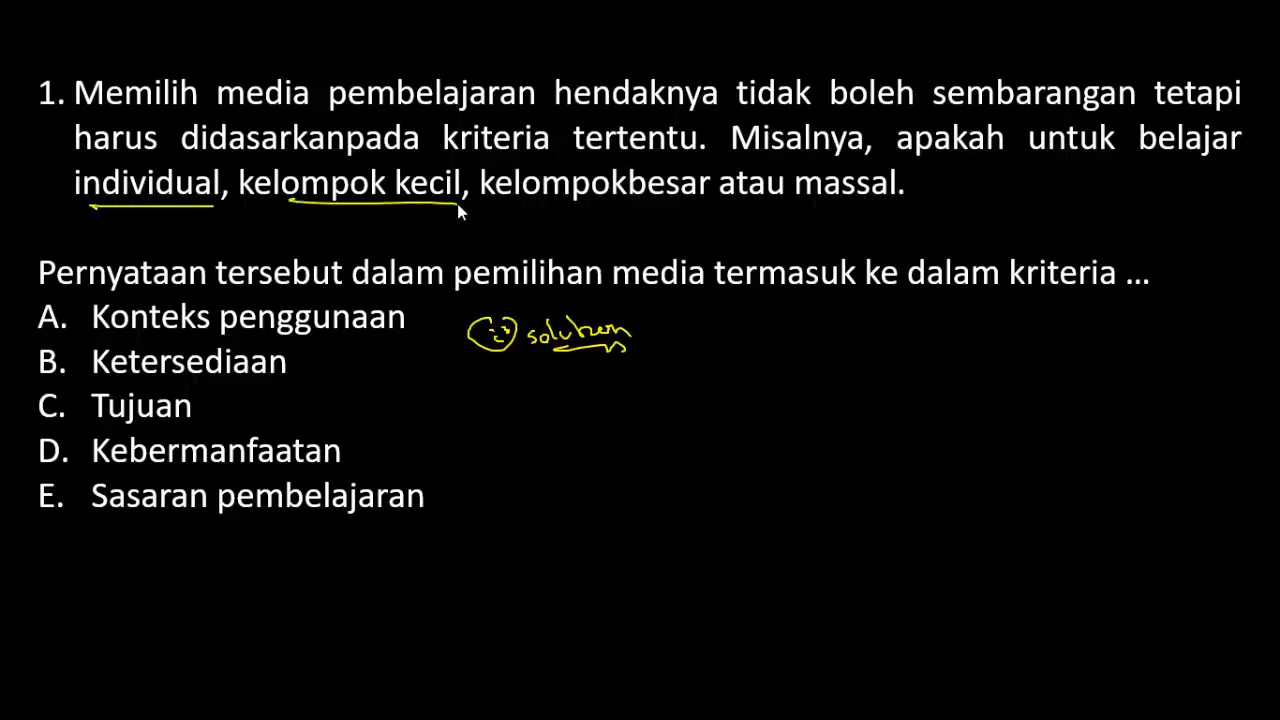 1. Memilih media pembelajaran hendaknya tidak boleh sembarangan tetapi
harus didasarkanpada kriteria tertentu. Misalnya, apakah untuk belajar
individual, kelompok kecil, kelompokbesar atau massal.
Pernyataan tersebut dalam pemilihan media termasuk ke dalam kriteria ...
A. Konteks penggunaan
solution
B. Ketersediaan
C. Tujuan
D. Kebermanfaatan
E. Sasaran pembelajaran